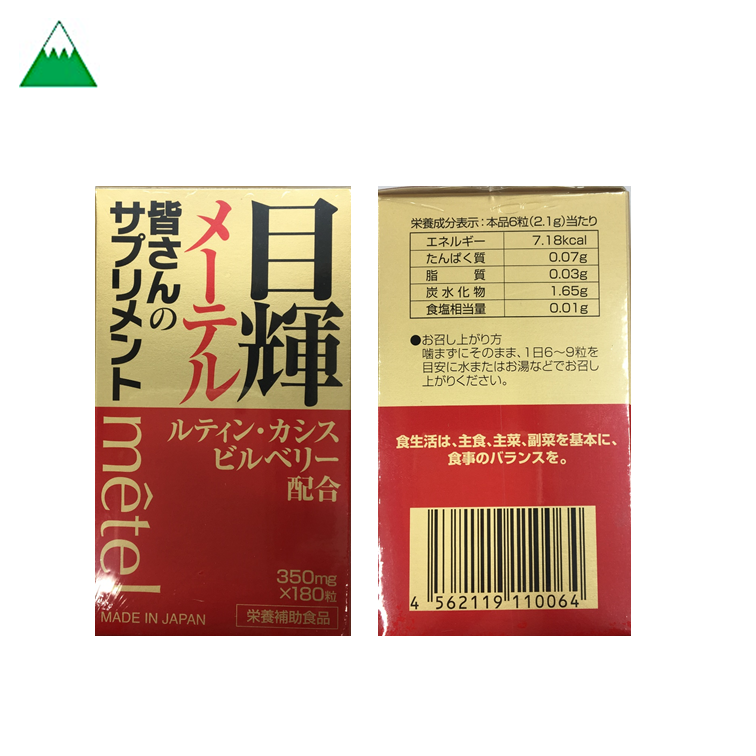 目輝
メーテル
皆さんの
サプリメント
mêtel
ルテイン・カシス
ビルベリー
配合
350mg
×180粒
MADE IN JAPAN
栄養補助食品
栄養成分表示:本品6粒(2.1g)当たり
エネルギー 7.18kcal
たんぱく質 0.07g
脂質 0.03g
炭水化物 1.65g
食塩相当量 0.01g
●お召し上がり方
噛まずにそのまま、1日6〜9粒を
目安に水またはお湯などでお召し
上がりください。
食生活は、主食、主菜、副菜を基本に、
食事のバランスを。
4 562119 110064